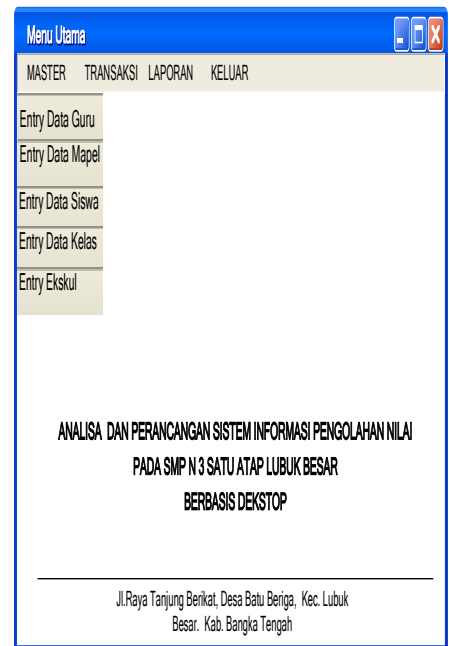 Menu Utama
MASTER TRANSAKSI LAPORAN KELUAR
Entry Data Guru
Entry Data Mapel
Entry Data Siswa
Entry Data Kelas
Entry Ekskul
ANALISA DAN PERANCANGAN SISTEM INFORMASI PENGOLAHAN NILAI
PADA SMP N 3 SATU ATAP LUBUK BESAR
BERBASIS DEKSTOP
Jl.Raya Tanjung Berikat, Desa Batu Beriga, Kec. Lubuk
Besar. Kab. Bangka Tengah